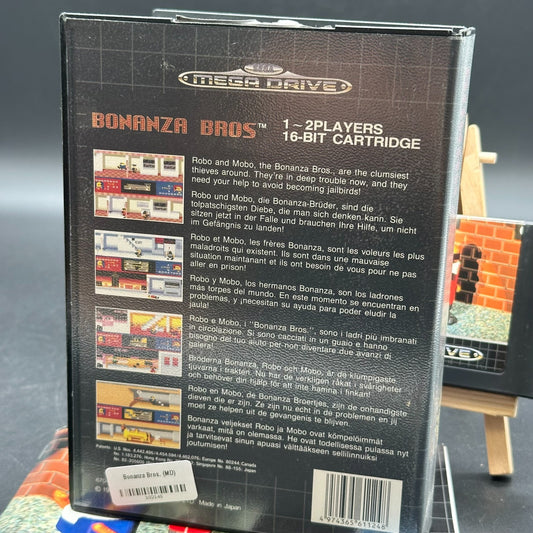 SEGA
MEGA DRIVE
BONANZA BROS™
1~2PLAYERS
16-BIT CARTRIDGE
Robo and Mobo, the Bonanza Bros., are the clumsiest
thieves around. They're in deep trouble now, and they
need your help to avoid becoming jailbirds!
Robo und Mobo, die Bonanza-Brüder, sind die
tolpatschigsten Diebe, die man sich denken kann. Sie
sitzen jetzt in der Falle und brauchen Ihre Hilfe, um nicht
im Gefängnis zu landen!
Robo et Mobo, les frères Bonanza, sont les voleurs les plus
maladroits qui existent. Ils sont dans une mauvaise
situation maintenant et ils ont besoin de vous pour ne pas
aller en prison!
Robo y Mobo, los hermanos Bonanza, son los ladrones
más torpes del mundo. En este momento se encuentran en
problemas, y ¡necesitan su ayuda para poder eludir la
jaula!
Robo e Mobo, i "Bonanza Bros.", sono i ladri più imbranati
in circolazione. Si sono cacciati in un guaio e hanno
bisogno del tuo aiuto per non diventare due avanzi di
galera!
Bröderna Bonanza, Robo och Mobo, är de klumpigaste
tjuvarna i trakten. Nu har de verkligen råkat i svårigheter
och behöver din hjälp för att inte hamna i finkan!
Robo en Mobo, de Bonanza Broertjes, zijn de onhandigste
dieven die er zijn. Ze zijn nu echt in de problemen en jij
moet ze helpen uit de gevangenis te blijven.
Bonanza veljekset Robo ja Mobo ovat kömpelöimmät
varkaat, mitä on olemassa. He ovat todellisessa pulassa nyt
ja tarvitsevat sinun apuasi välttääkseen selliliinnuiksi
joutumisen!
Patents:
Bonanza Bros. (MD)
MD Made in Japan
4 974365 611248
DRIVE